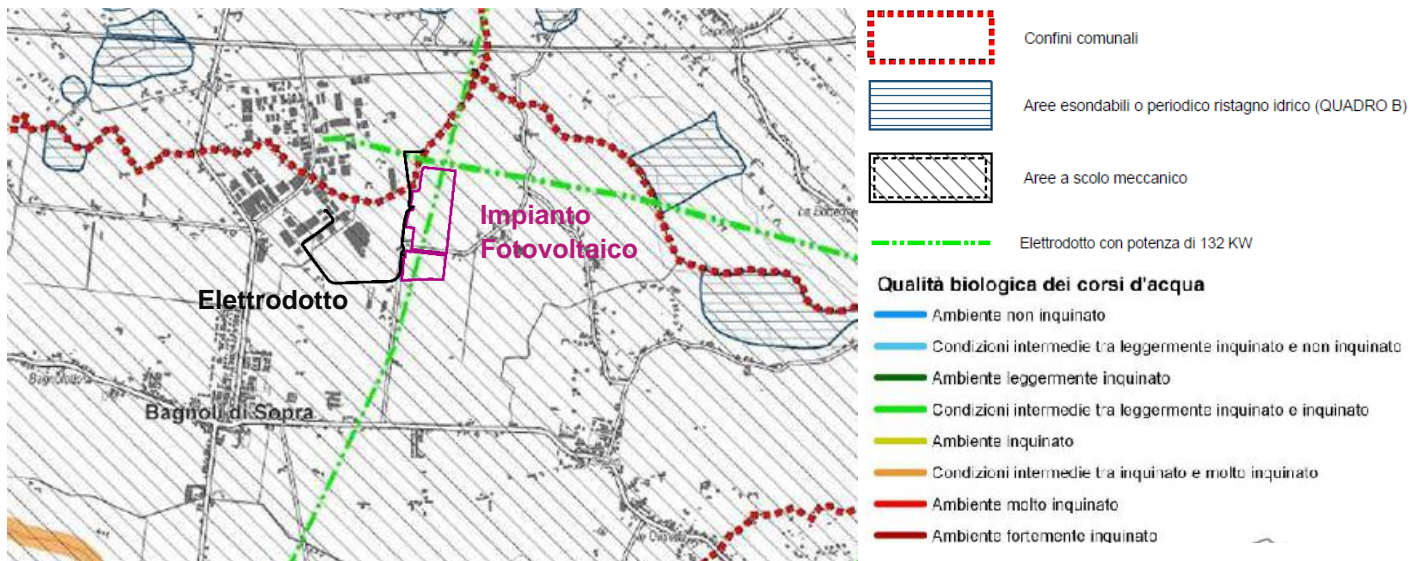 Impianto
Fotovoltaico
Elettrodotto
Bagnoli di Sopra
Confini comunali
Aree esondabili o periodico ristagno idrico (QUADRO B)
Aree a scolo meccanico
Elettrodotto con potenza di 132 KW
Qualità biologica dei corsi d'acqua
Ambiente non inquinato
Condizioni intermedie tra leggermente inquinato e non inquinato
Ambiente leggermente inquinato
Condizioni intermedie tra leggermente inquinato e inquinato
Ambiente inquinato
Condizioni intermedie tra inquinato e molto inquinato
Ambiente molto inquinato
Ambiente fortemente inquinato